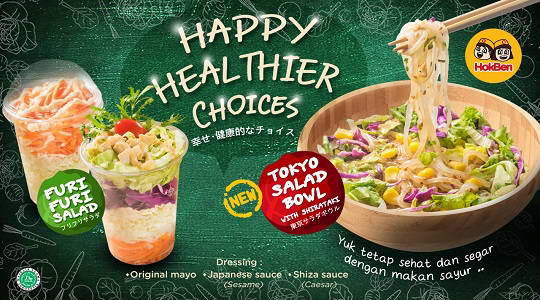 HAPPY
HEALTHIER
CHOICES
幸せ・健康的なチョイス
HokBen
FURI
FURI
SALAD
フリフリサラダ
NEW
TOKYO
SALAD
BOWL
WITH SHIRATAKI
東京サラダボウル
Yuk tetap sehat dan segar
dengan makan sayur ..
Dressing :
• Original mayo • Japanese sauce • Shiza sauce
(Sesame) (Caesar)